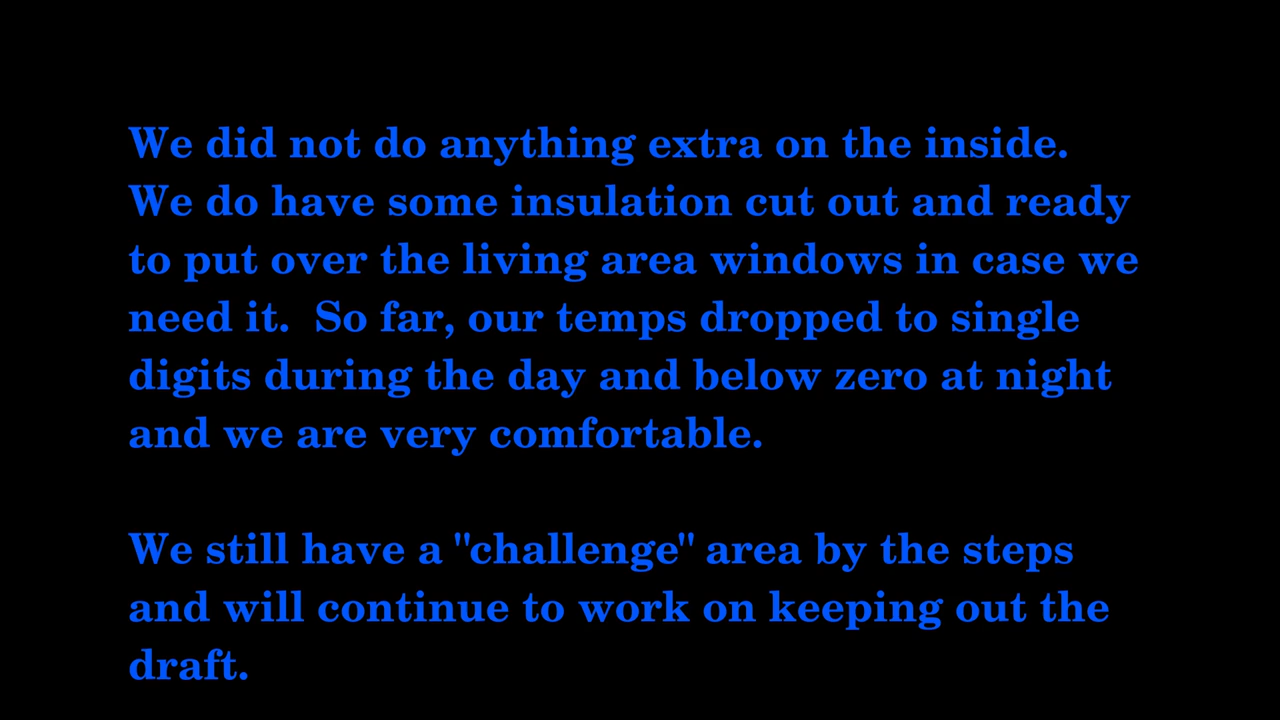 We did not do anything extra on the inside.
We do have some insulation cut out and ready
to put over the living area windows in case we
need it.  So far, our temps dropped to single
digits during the day and below zero at night
and we are very comfortable.
We still have a "challenge" area by the steps
and will continue to work on keeping out the
draft.